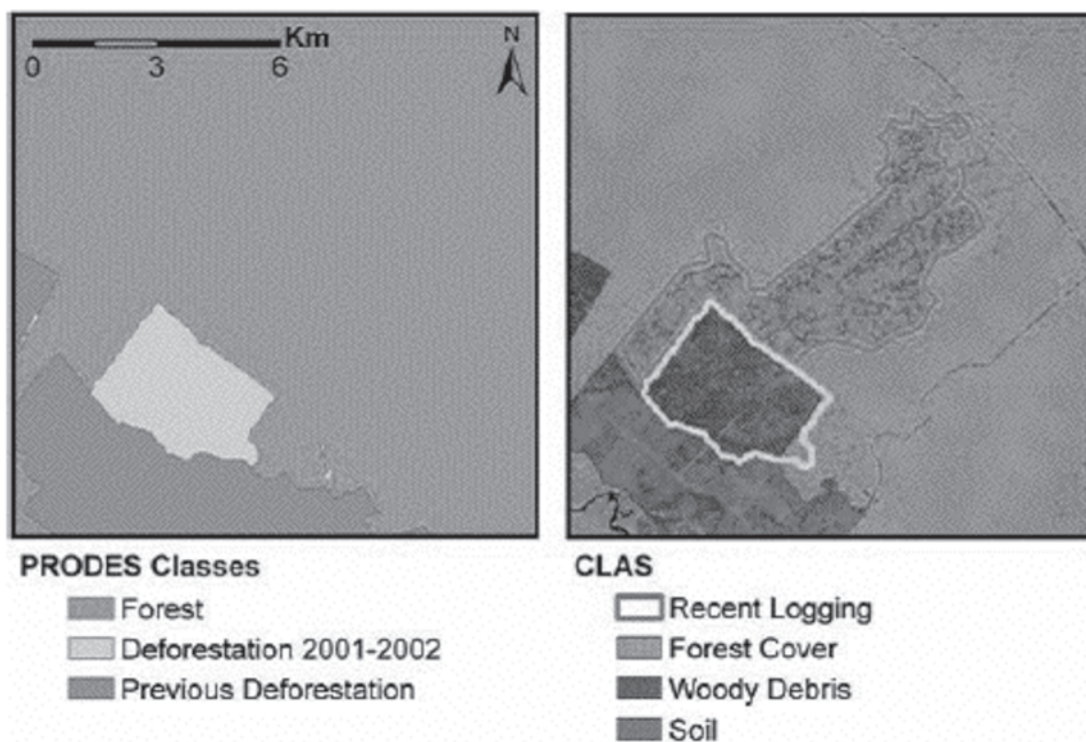 Km
N
0 3 6
PRODES Classes
Forest
Deforestation 2001-2002
Previous Deforestation
CLAS
Recent Logging
Forest Cover
Woody Debris
Soil